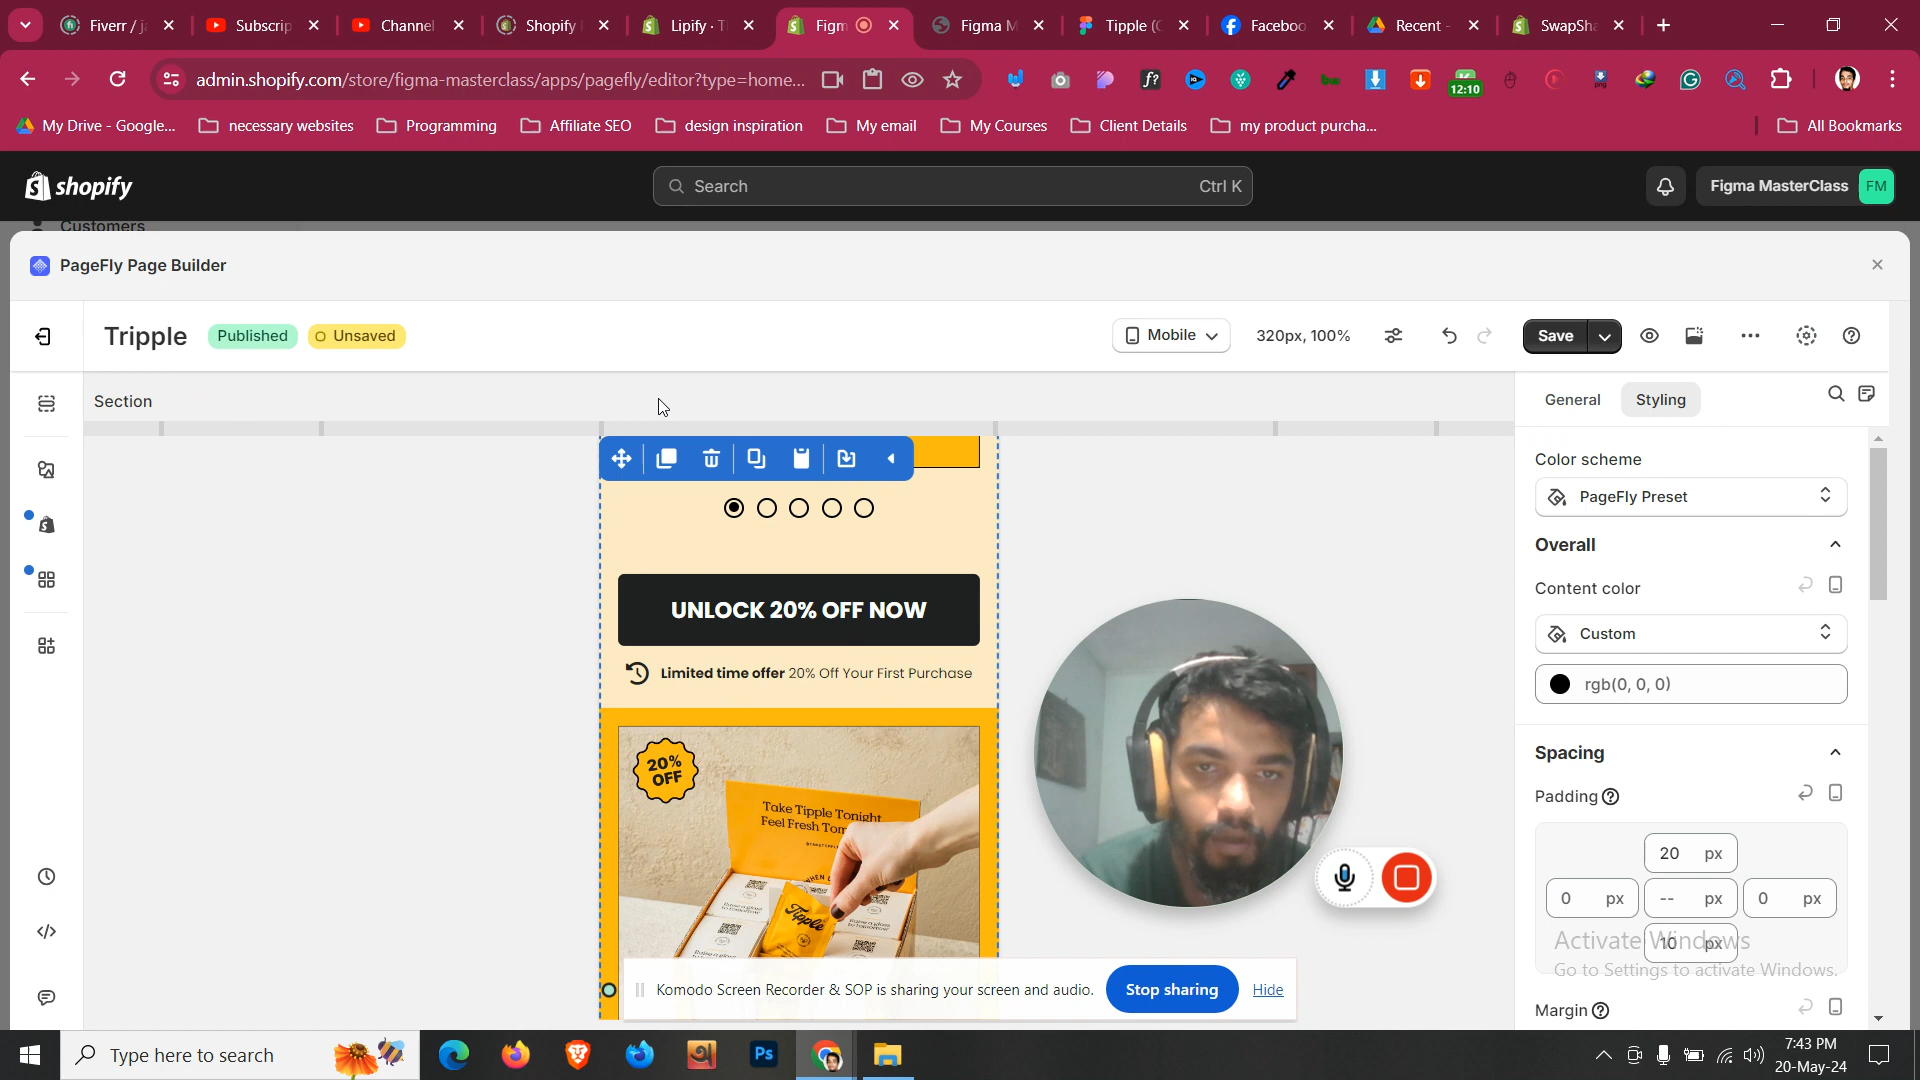 Fiverr / ja
Subscrip
Channel
Shopify
Lipify · T
Figm
Figma M
Tipple (C
Faceboo
Recent -
SwapSha
admin.shopify.com/store/figma-masterclass/apps/pagefly/editor?type=home...
12:10
My Drive - Google...
necessary websites
Programming
Affiliate SEO
design inspiration
My email
My Courses
Client Details
my product purcha...
All Bookmarks
shopify
Search
Ctrl K
Figma MasterClass
FM
Customers
PageFly Page Builder
Tripple
Published
Unsaved
Mobile
320px, 100%
Save
Section
General
Styling
Color scheme
PageFly Preset
Overall
Content color
Custom
rgb(0, 0, 0)
Spacing
Padding
20 px
0 px
-- px
0 px
10 px
Margin
UNLOCK 20% OFF NOW
Limited time offer 20% Off Your First Purchase
20%
OFF
Take Tipple Tonight
Feel Fresh Tom
Tipple
Activate Windows
Go to Settings to activate Windows.
Komodo Screen Recorder & SOP is sharing your screen and audio.
Stop sharing
Hide
Type here to search
Ps
7:43 PM
20-May-24